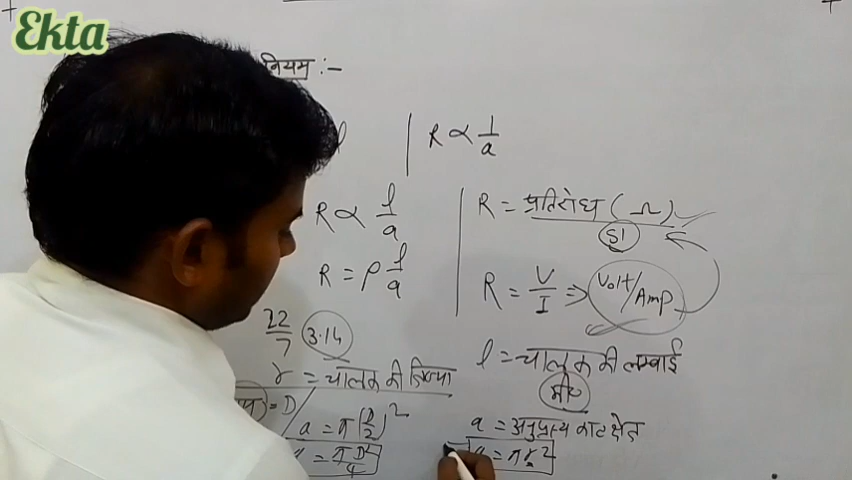 Ekta
नियम :-
l
R ∝ 1/a
R ∝ l/a
R = प्रतिरोध (Ω)
SI
R = ρ l/a
R = V/I ⇒ Volt/Amp
22/7 3.14
l = चालक की लम्बाई
r = चालक की त्रिज्या
मी०
= D
a = π(D/2)²
a = अनुप्रस्थ काट क्षेत्र
= πD²/4
a = πr²